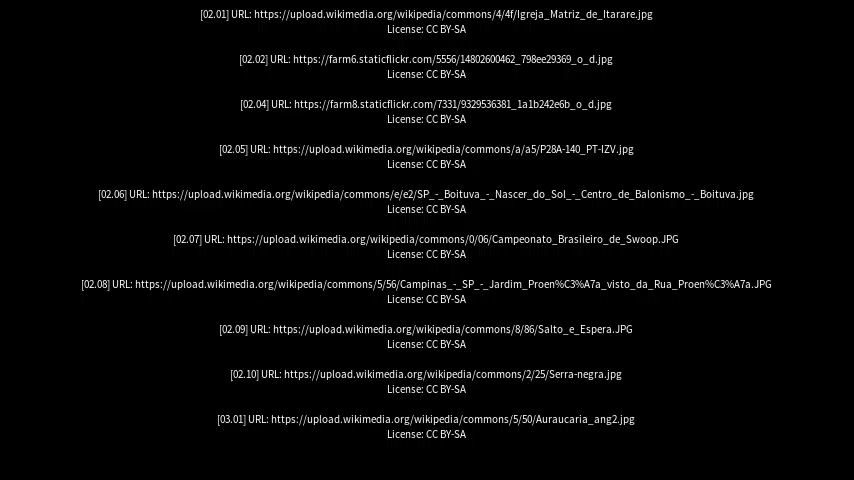 [02.01] URL: https://upload.wikimedia.org/wikipedia/commons/4/4f/Igreja_Matriz_de_Itarare.jpg
License: CC BY-SA
[02.02] URL: https://farm6.staticflickr.com/5556/14802600462_798ee29369_o_d.jpg
License: CC BY-SA
[02.04] URL: https://farm8.staticflickr.com/7331/9329536381_1a1b242e6b_o_d.jpg
License: CC BY-SA
[02.05] URL: https://upload.wikimedia.org/wikipedia/commons/a/a5/P28A-140_PT-IZV.jpg
License: CC BY-SA
[02.06] URL: https://upload.wikimedia.org/wikipedia/commons/e/e2/SP_-_Boituva_-_Nascer_do_Sol_-_Centro_de_Balonismo_-_Boituva.jpg
License: CC BY-SA
[02.07] URL: https://upload.wikimedia.org/wikipedia/commons/0/06/Campeonato_Brasileiro_de_Swoop.JPG
License: CC BY-SA
[02.08] URL: https://upload.wikimedia.org/wikipedia/commons/5/56/Campinas_-_SP_-_Jardim_Proen%C3%A7a_visto_da_Rua_Proen%C3%A7a.JPG
License: CC BY-SA
[02.09] URL: https://upload.wikimedia.org/wikipedia/commons/8/86/Salto_e_Espera.JPG
License: CC BY-SA
[02.10] URL: https://upload.wikimedia.org/wikipedia/commons/2/25/Serra-negra.jpg
License: CC BY-SA
[03.01] URL: https://upload.wikimedia.org/wikipedia/commons/5/50/Auraucaria_ang2.jpg
License: CC BY-SA